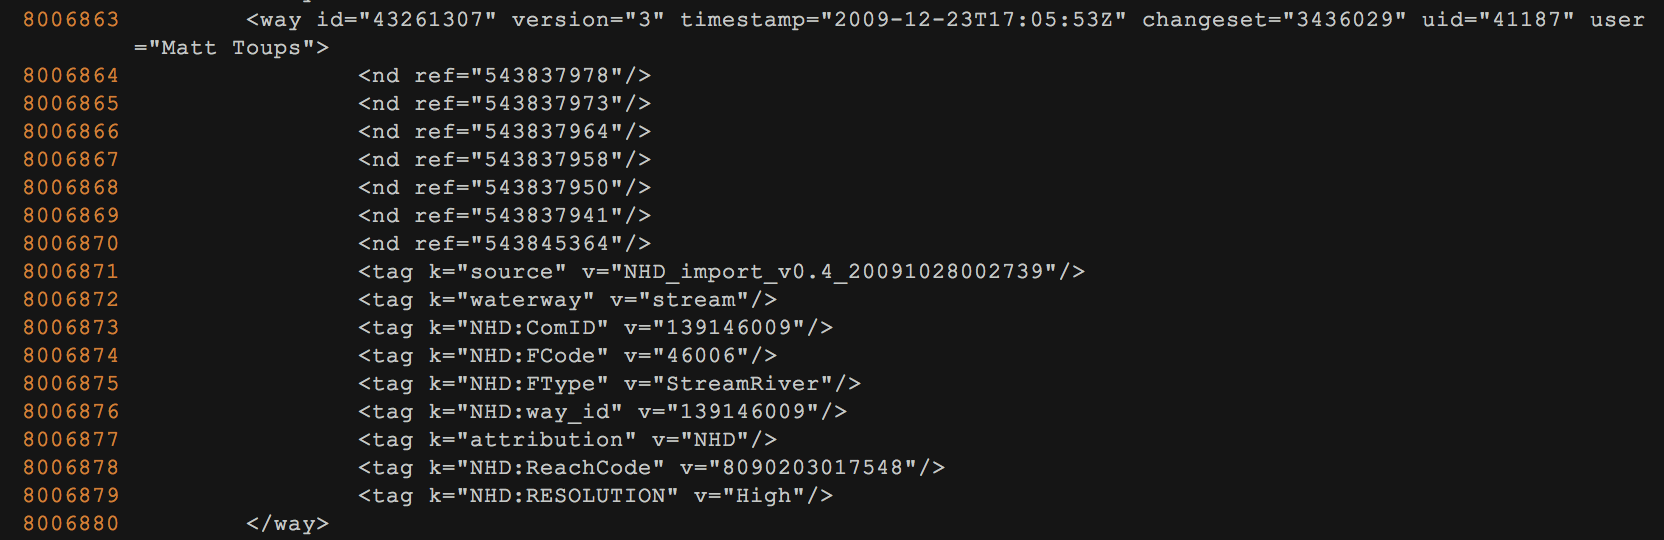 8006863 <way id="43261307" version="3" timestamp="2009-12-23T17:05:53Z" changeset="3436029" uid="41187" user
="Matt Toups">
8006864 <nd ref="543837978"/>
8006865 <nd ref="543837973"/>
8006866 <nd ref="543837964"/>
8006867 <nd ref="543837958"/>
8006868 <nd ref="543837950"/>
8006869 <nd ref="543837941"/>
8006870 <nd ref="543845364"/>
8006871 <tag k="source" v="NHD_import_v0.4_20091028002739"/>
8006872 <tag k="waterway" v="stream"/>
8006873 <tag k="NHD:ComID" v="139146009"/>
8006874 <tag k="NHD:FCode" v="46006"/>
8006875 <tag k="NHD:FType" v="StreamRiver"/>
8006876 <tag k="NHD:way_id" v="139146009"/>
8006877 <tag k="attribution" v="NHD"/>
8006878 <tag k="NHD:ReachCode" v="8090203017548"/>
8006879 <tag k="NHD:RESOLUTION" v="High"/>
8006880 </way>